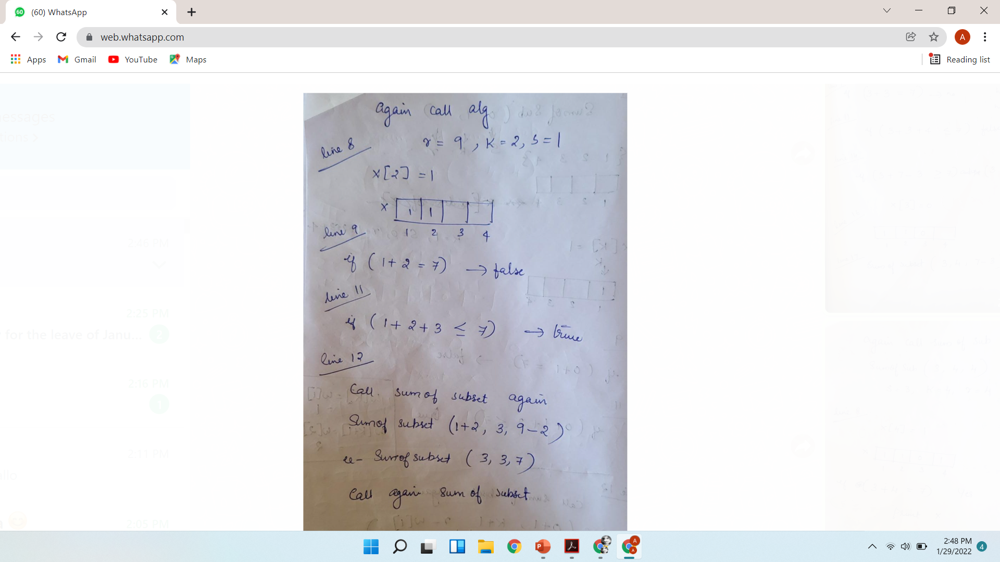 (60) WhatsApp
web.whatsapp.com
Apps Gmail YouTube Maps Reading list
essages
tions >
2:46 PM
2:25 PM
for the leave of Janu... 2
2:16 PM
1
2:11 PM
2:05 PM
Again call alg
line 8 r = 9, K = 2, S = 1
x[2] = 1
x 1 1
1 2 3 4
line 9
if (1 + 2 = 7) → false
line 11
if (1 + 2 + 3 ≤ 7) → true
line 12
Call sum of subset again
Sumof subset (1+2, 3, 9-2)
ie- Sumof subset (3, 3, 7)
Call again sum of subset
2:48 PM
1/29/2022
4